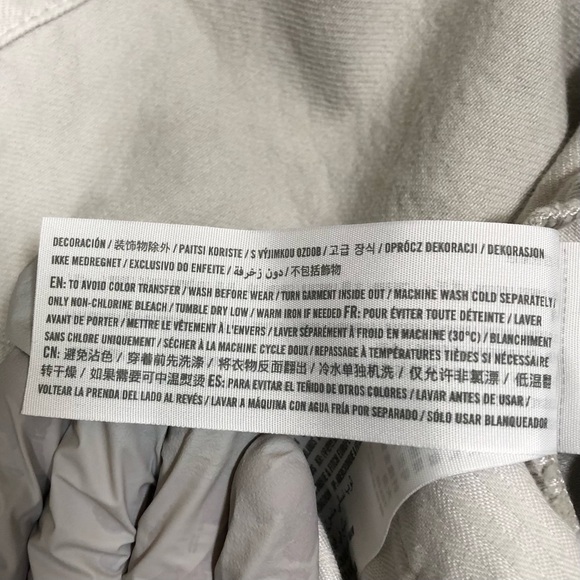 DECORACIÓN / 装饰物除外 / PAITSI KORISTE / S VÝJIMKOU OZDOB / 고급 장식 / OPRÓCZ DEKORACJI / DEKORASJON
IKKE MEDREGNET / EXCLUSIVO DO ENFEITE / دون زخرفة / 不包括飾物
EN: TO AVOID COLOR TRANSFER / WASH BEFORE WEAR / TURN GARMENT INSIDE OUT / MACHINE WASH COLD SEPARATELY/
ONLY NON-CHLORINE BLEACH / TUMBLE DRY LOW / WARM IRON IF NEEDED FR: POUR ÉVITER TOUTE DÉTEINTE / LAVER
AVANT DE PORTER / METTRE LE VÊTEMENT À L'ENVERS / LAVER SÉPARÉMENT À FROID EN MACHINE (30°C) / BLANCHIMENT
SANS CHLORE UNIQUEMENT / SÉCHER À LA MACHINE CYCLE DOUX / REPASSAGE À TEMPÉRATURES TIÈDES SI NÉCESSAIRE
CN: 避免沾色 / 穿着前先洗涤 / 将衣物反面翻出 / 冷水单独机洗 / 仅允许非氯漂 / 低温翻
转干燥 / 如果需要可中温熨烫 ES: PARA EVITAR EL TEÑIDO DE OTROS COLORES / LAVAR ANTES DE USAR /
VOLTEAR LA PRENDA DEL LADO AL REVÉS / LAVAR A MÁQUINA CON AGUA FRÍA POR SEPARADO / SÓLO USAR BLANQUEADOR